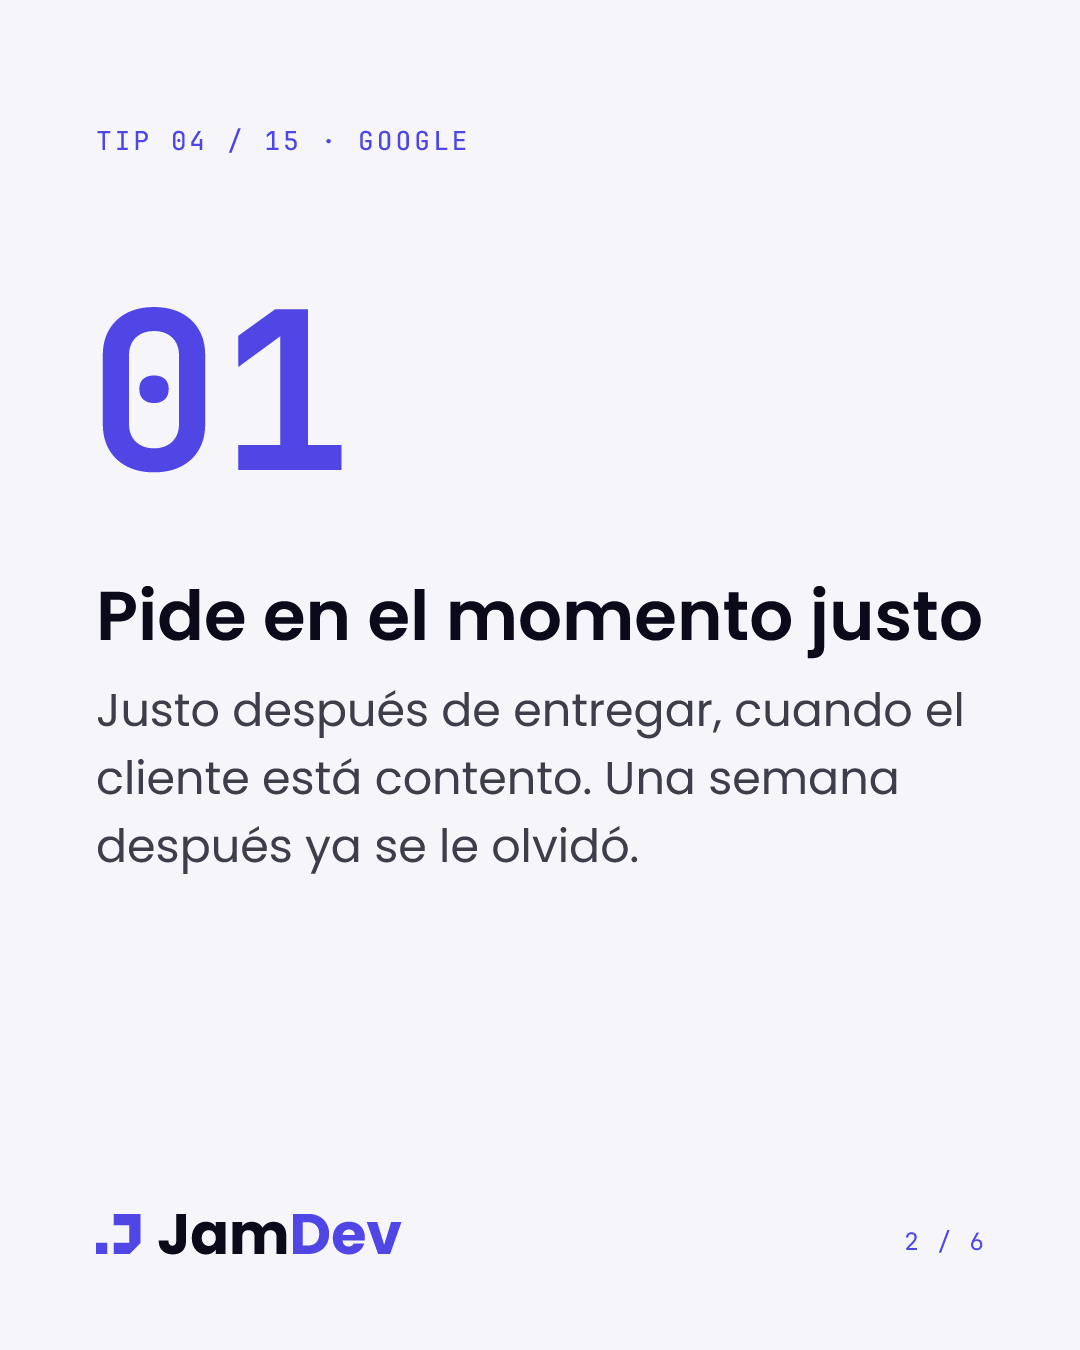 TIP 04 / 15 · GOOGLE
01
Pide en el momento justo
Justo después de entregar, cuando el
cliente está contento. Una semana
después ya se le olvidó.
JamDev
2 / 6